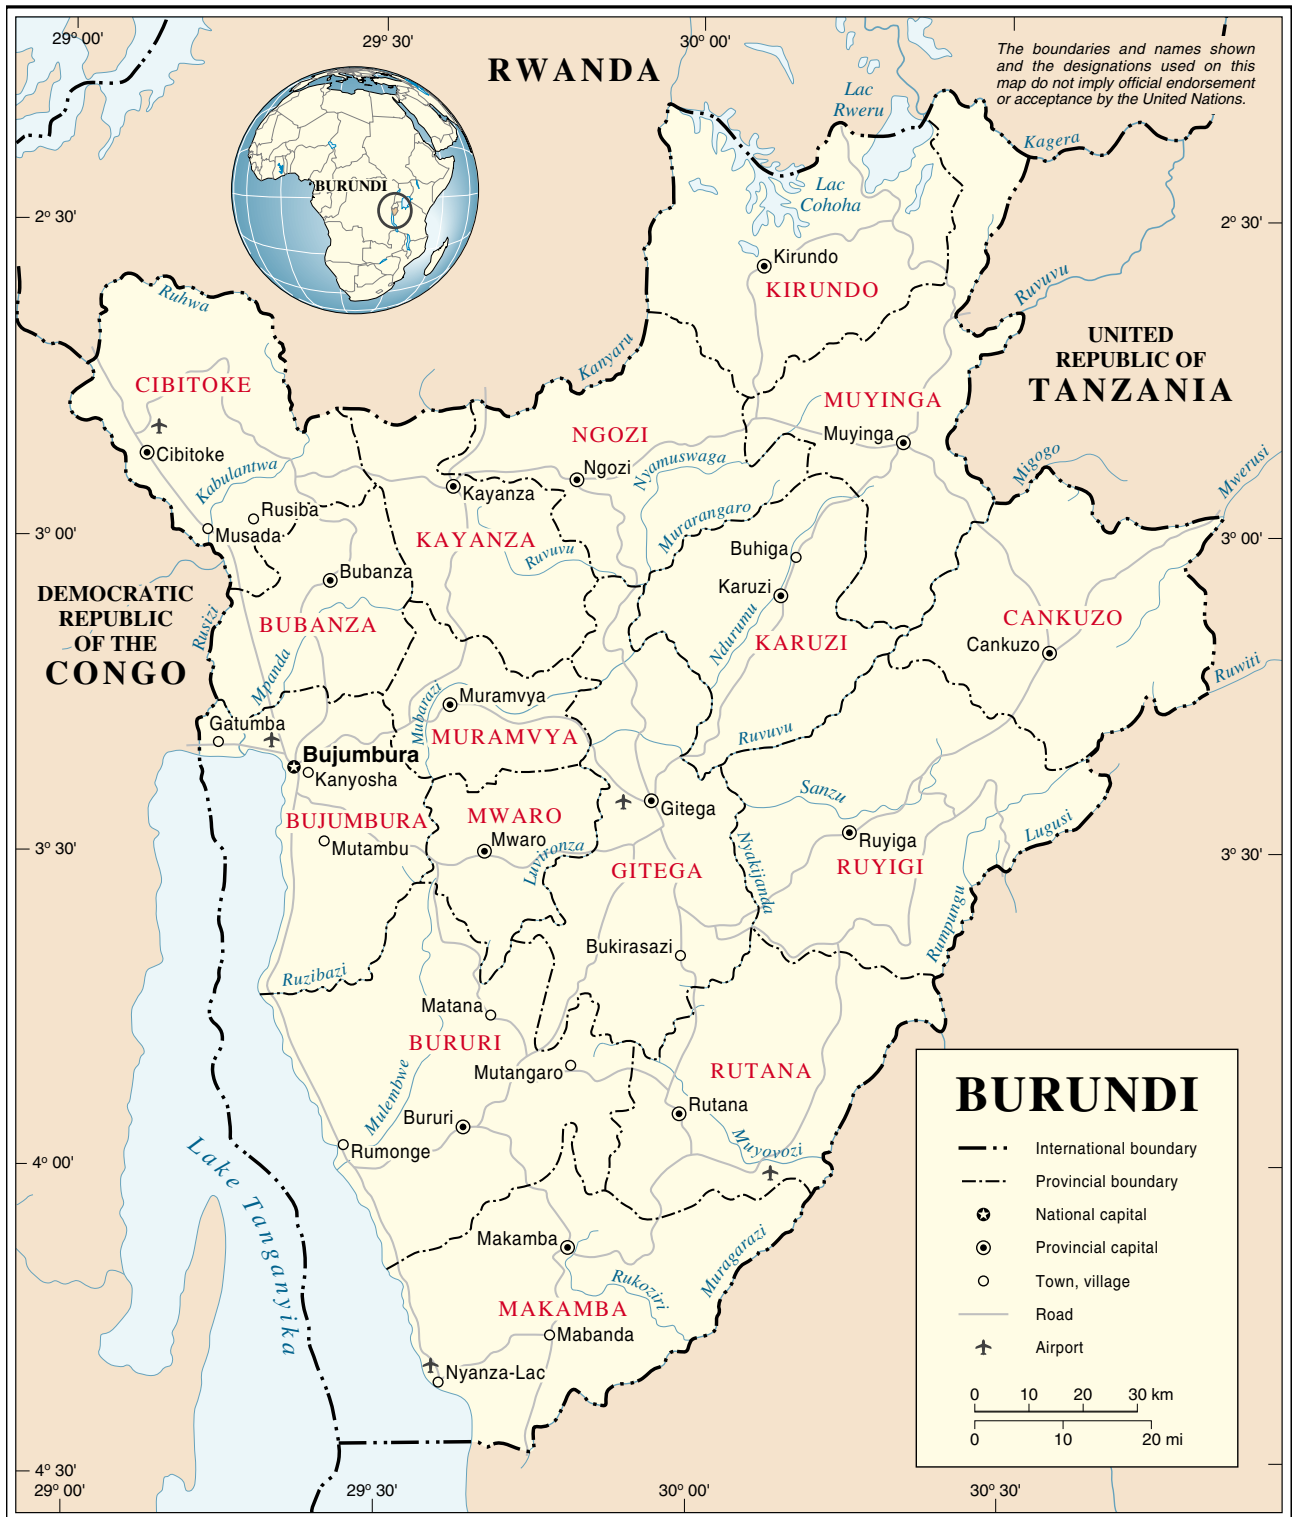 29° 00'
29° 30'
30° 00'
RWANDA
The boundaries and names shown
and the designations used on this
map do not imply official endorsement
or acceptance by the United Nations.
Lac
Rweru
Kagera
BURUNDI
Lac
Cohoha
2° 30'
2° 30'
Kirundo
KIRUNDO
Ruvuvu
Ruhwa
Kanyaru
UNITED
REPUBLIC OF
TANZANIA
CIBITOKE
MUYINGA
NGOZI
Muyinga
Cibitoke
Kabulantwa
Ngozi
Nyamuswaga
Migogo
Mwerusi
Kayanza
Rusiba
Musada
Murarangaro
3° 00'
KAYANZA
Ruvuvu
Buhiga
3° 00'
Bubanza
Karuzi
DEMOCRATIC
REPUBLIC
OF THE
CONGO
Rusizi
BUBANZA
Ndurumu
KARUZI
CANKUZO
Cankuzo
Ruwiti
Mpanda
Mubarazi
Muramvya
Gatumba
MURAMVYA
Ruvuvu
Bujumbura
Kanyosha
Sanzu
Gitega
BUJUMBURA
MWARO
Lugusi
Mutambu
Mwaro
Luvironza
Nyakijanda
Ruyiga
3° 30'
3° 30'
GITEGA
RUYIGI
Rumpungu
Bukirasazi
Ruzibazi
Matana
BURURI
Mutangaro
RUTANA
Mulembwe
Bururi
Rutana
Rumonge
Muyovozi
4° 00'
Lake Tanganyika
Makamba
Muragarazi
Rukoziri
MAKAMBA
Mabanda
Nyanza-Lac
BURUNDI
International boundary
Provincial boundary
National capital
Provincial capital
Town, village
Road
Airport
0 10 20 30 km
0 10 20 mi
4° 30'
29° 00'
29° 30'
30° 00'
30° 30'